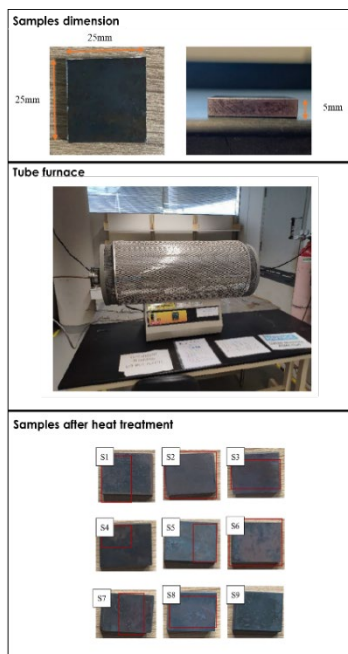 Samples dimension
25mm
25mm
5mm
Tube furnace
Samples after heat treatment
S1
S2
S3
S4
S5
S6
S7
S8
S9